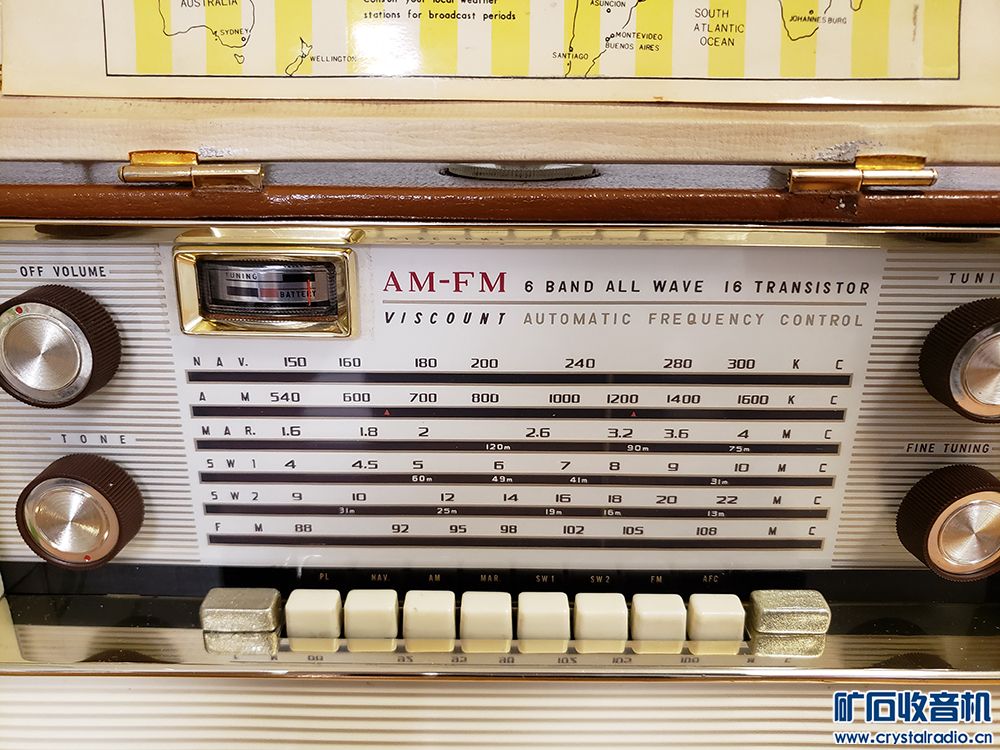 AUSTRALIA
SYDNEY
WELLINGTON
Consult your local weather
stations for broadcast periods
ASUNCION
MONTEVIDEO
BUENOS AIRES
SANTIAGO
SOUTH
ATLANTIC
OCEAN
JOHANNESBURG
OFF VOLUME
TUNING
BATTERY
AM-FM 6 BAND ALL WAVE 16 TRANSISTOR
VISCOUNT AUTOMATIC FREQUENCY CONTROL
TONE
FINE TUNING
NAV. 150 160 180 200 240 280 300 KC
AM 540 600 700 800 1000 1200 1400 1600 KC
MAR. 1.6 1.8 2 2.6 3.2 3.6 4 MC
120m 90m 75m
SW1 4 4.5 5 6 7 8 9 10 MC
60m 49m 41m 31m
SW2 9 10 12 14 16 18 20 22 MC
31m 25m 19m 16m 13m
FM 88 92 95 98 102 105 108 MC
PL NAV. AM MAR SW1 SW2 FM AFC
矿石收音机
www.crystalradio.cn